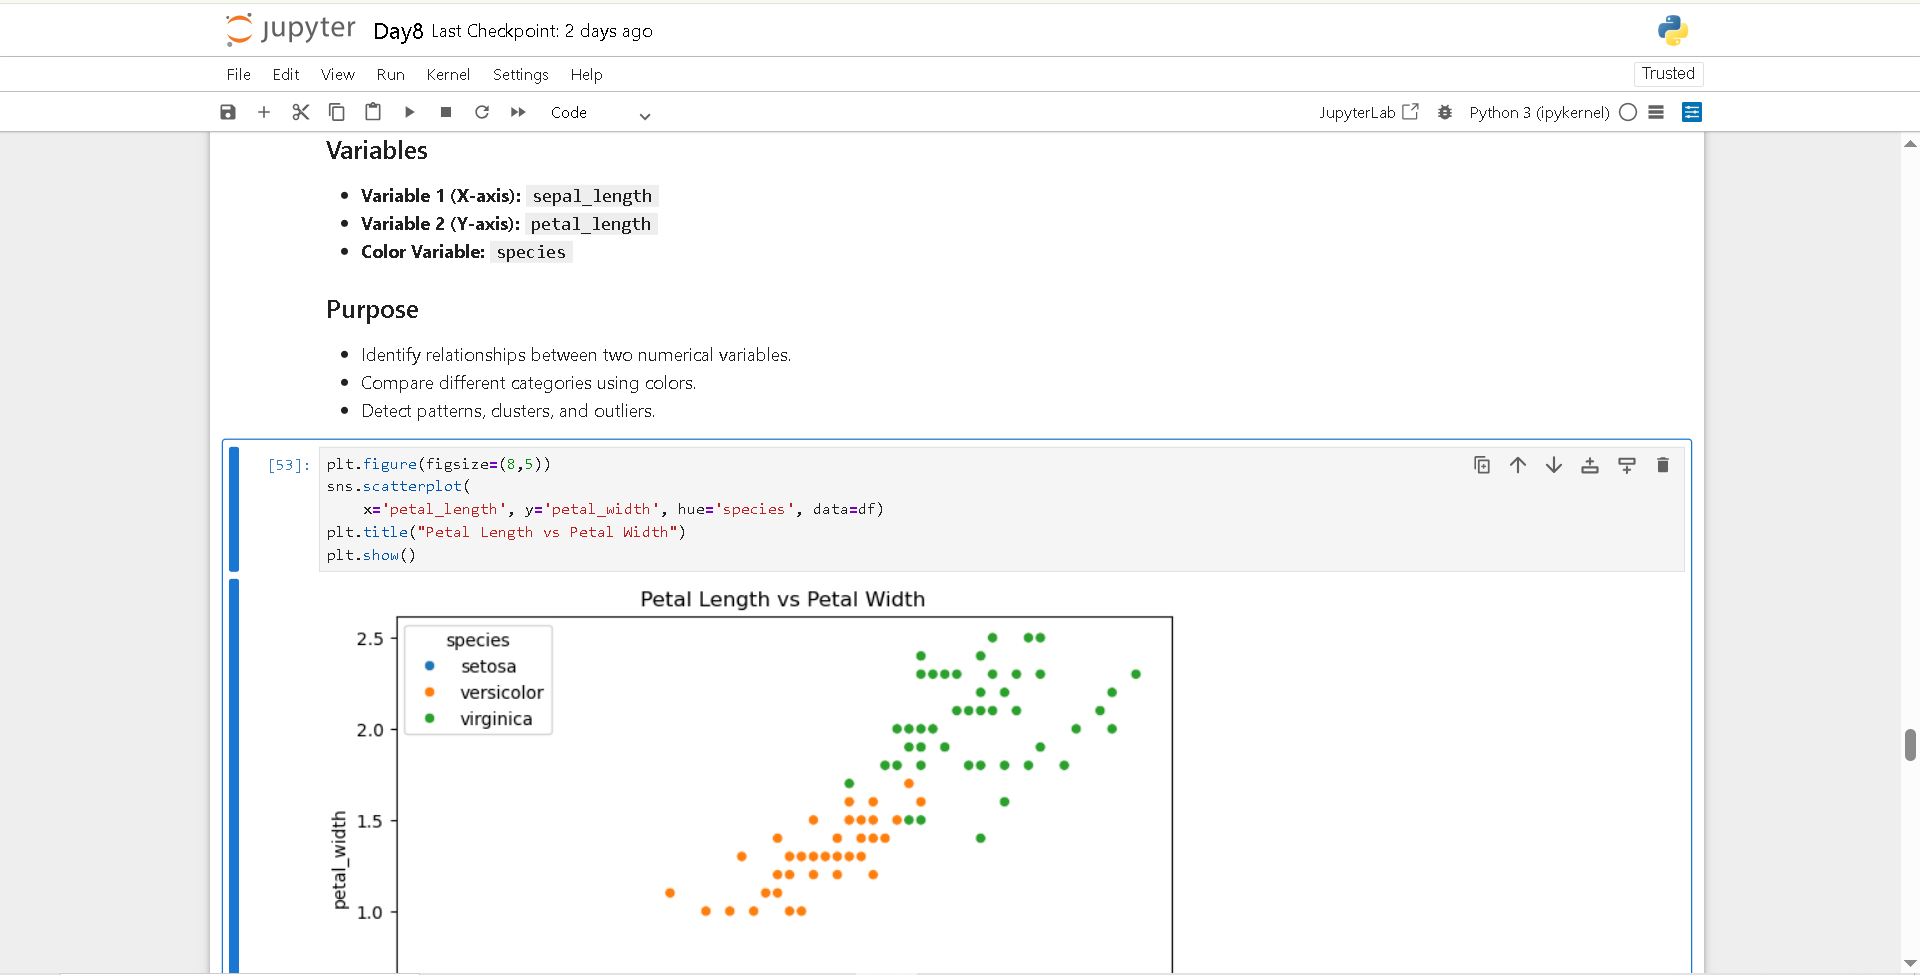 jupyter Day8 Last Checkpoint: 2 days ago
File Edit View Run Kernel Settings Help Trusted
Code JupyterLab Python 3 (ipykernel)
Variables
• Variable 1 (X-axis): sepal_length
• Variable 2 (Y-axis): petal_length
• Color Variable: species
Purpose
• Identify relationships between two numerical variables.
• Compare different categories using colors.
• Detect patterns, clusters, and outliers.
[53]: plt.figure(figsize=(8,5))
sns.scatterplot(
    x='petal_length', y='petal_width', hue='species', data=df)
plt.title("Petal Length vs Petal Width")
plt.show()
Petal Length vs Petal Width
species
setosa
versicolor
virginica
2.5
2.0
1.5
1.0
petal_width